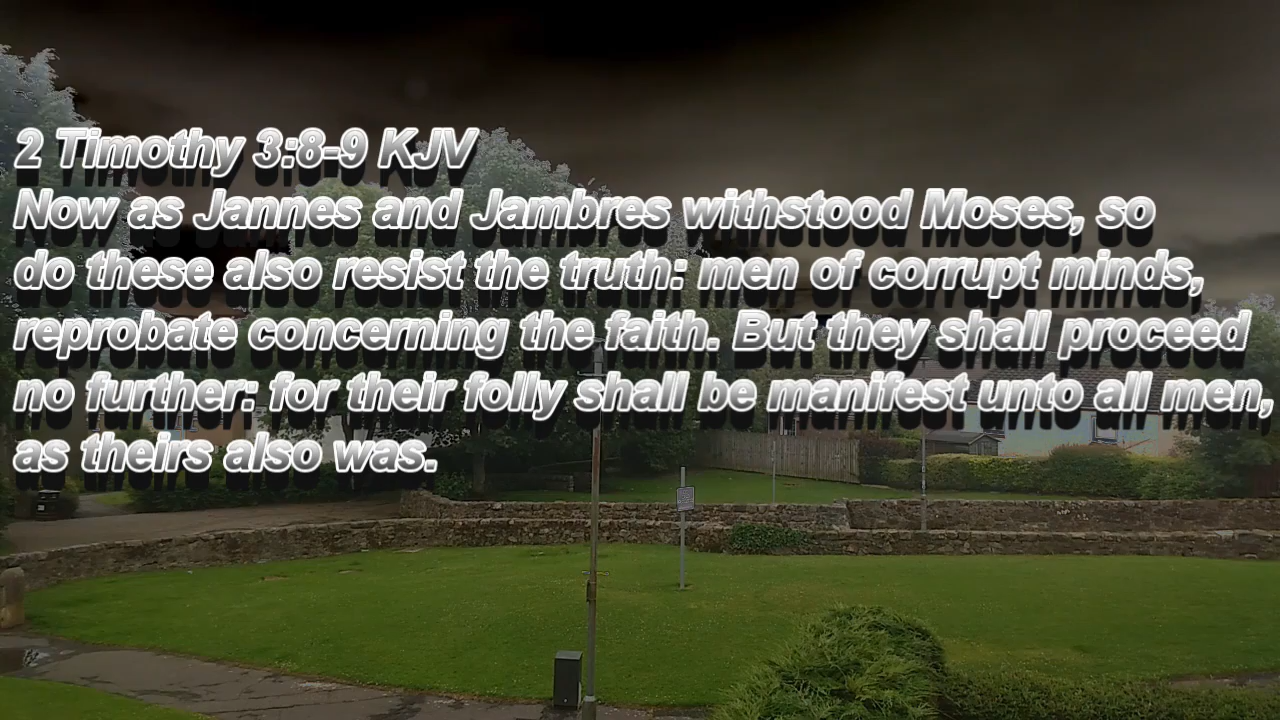 2 Timothy 3:8-9 KJV
Now as Jannes and Jambres withstood Moses, so
do these also resist the truth: men of corrupt minds,
reprobate concerning the faith. But they shall proceed
no further: for their folly shall be manifest unto all men,
as theirs also was.